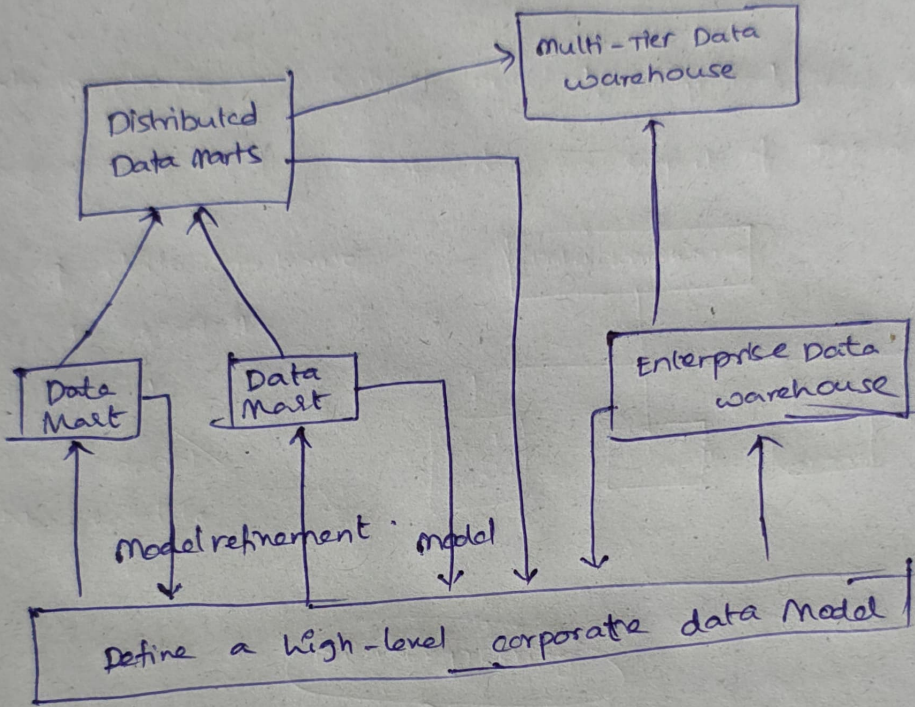 Multi-Tier Data
warehouse
Distributed
Data Marts
Data
Mart
Data
Mart
Enterprise Data
warehouse
Model refinement model
Define a high-level corporate data Model